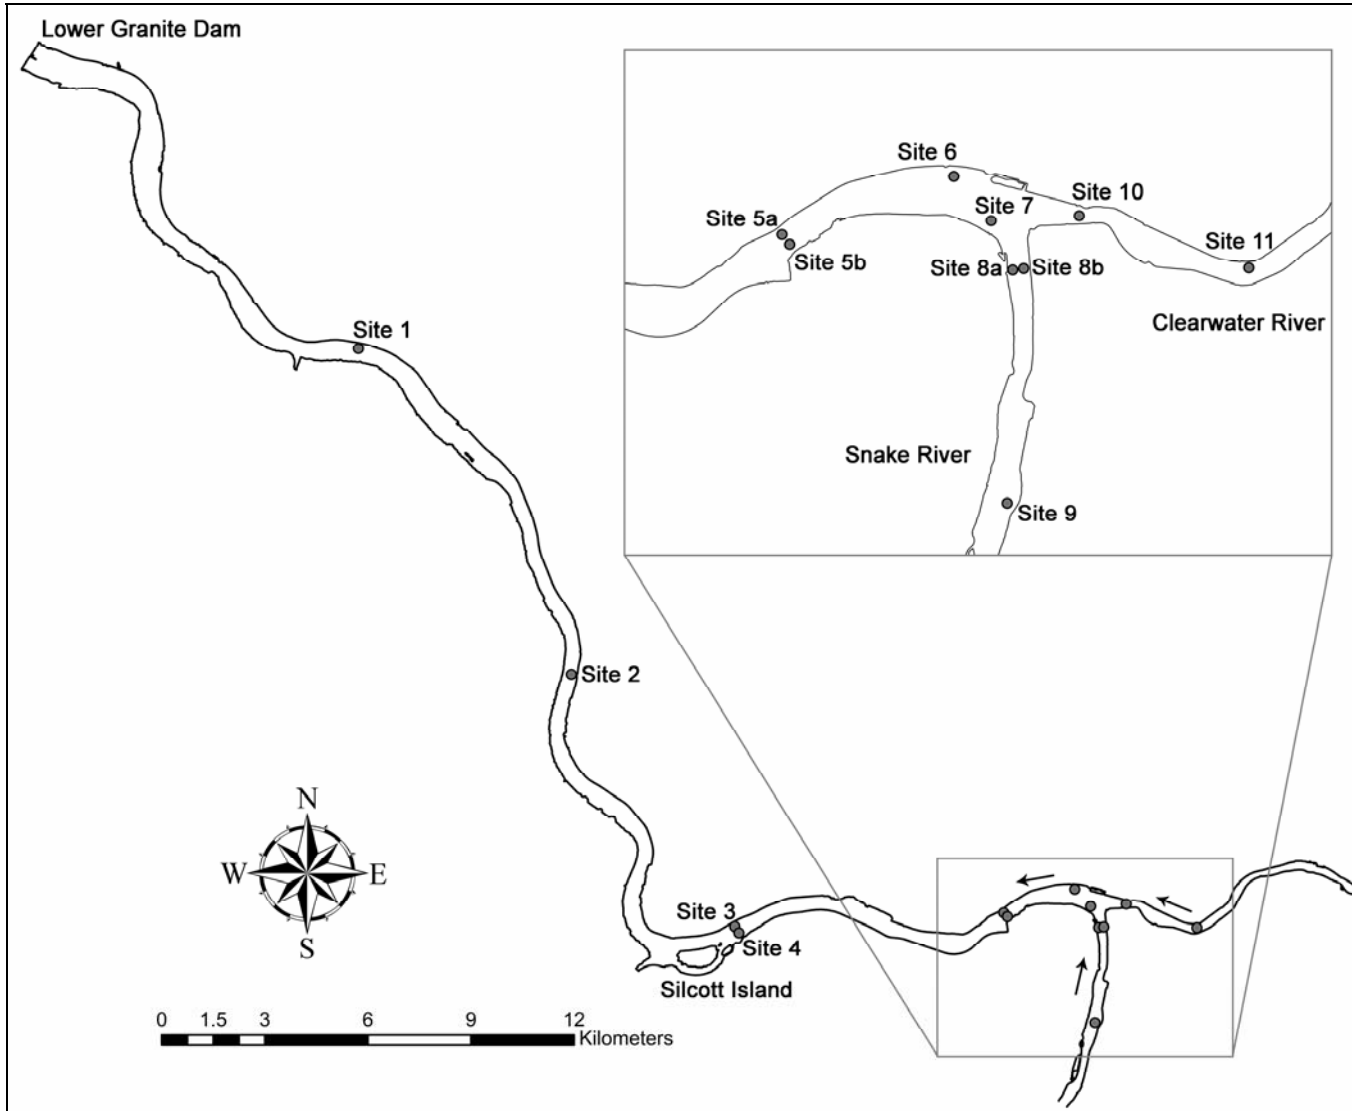 Lower Granite Dam
Site 6
Site 10
Site 7
Site 5a
Site 11
Site 5b
Site 8a
Site 8b
Clearwater River
Site 1
Snake River
Site 9
Site 2
N
W
E
S
Site 3
Site 4
Silcott Island
0 1.5 3 6 9 12
Kilometers